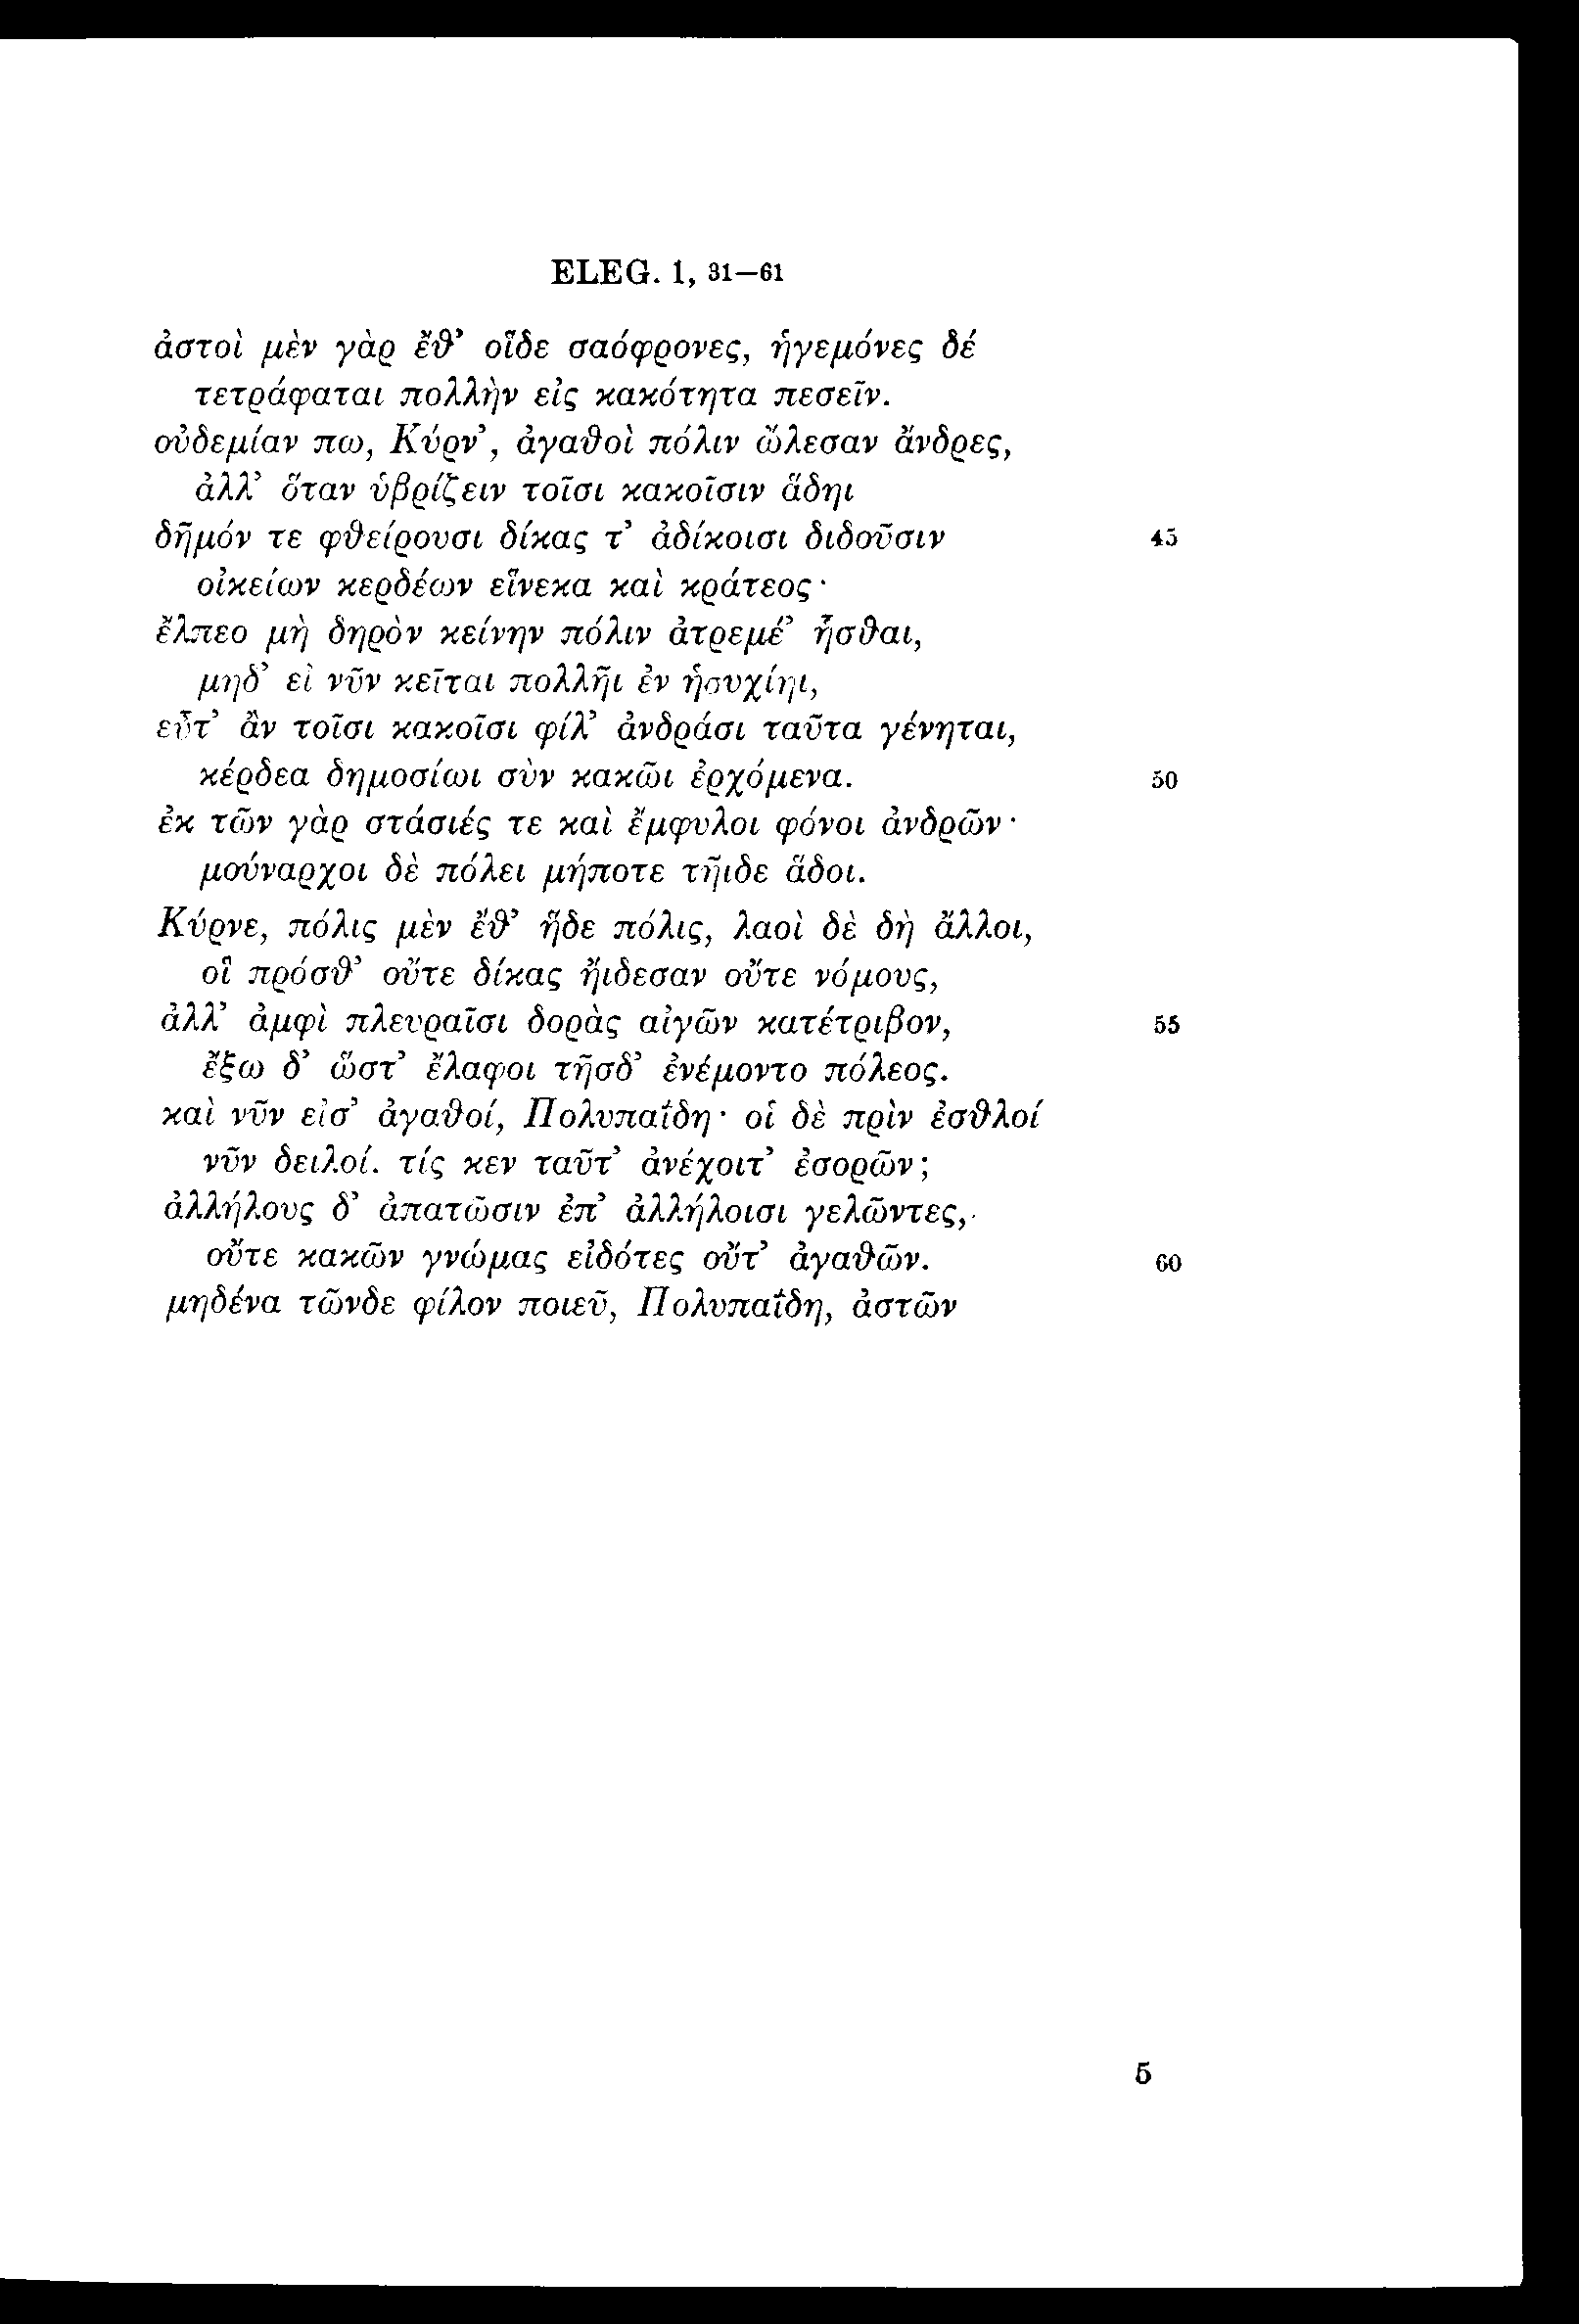 ELEG. 1, 31—61
ἀστοὶ μὲν γὰρ ἔθ’ οἵδε σαόφρονες, ἡγεμόνες δέ
τετράφαται πολλὴν εἰς κακότητα πεσεῖν.
οὐδεμίαν πω, Κύρν’, ἀγαθοὶ πόλιν ὤλεσαν ἄνδρες,
ἀλλ’ ὅταν ὑβρίζειν τοῖσι κακοῖσιν ἅδηι
δῆμόν τε φθείρουσι δίκας τ’ ἀδίκοισι διδοῦσιν 45
οἰκείων κερδέων εἵνεκα καὶ κράτεος·
ἔλπεο μὴ δηρὸν κείνην πόλιν ἀτρεμέ’ ἧσθαι,
μηδ’ εἰ νῦν κεῖται πολλῆι ἐν ἡσυχίηι,
εὖτ’ ἂν τοῖσι κακοῖσι φίλ’ ἀνδράσι ταῦτα γένηται,
κέρδεα δημοσίωι σὺν κακῶι ἐρχόμενα. 50
ἐκ τῶν γὰρ στάσιές τε καὶ ἔμφυλοι φόνοι ἀνδρῶν·
μούναρχοι δὲ πόλει μήποτε τῆιδε ἅδοι.
Κύρνε, πόλις μὲν ἔθ’ ἥδε πόλις, λαοὶ δὲ δὴ ἄλλοι,
οἳ πρόσθ’ οὔτε δίκας ἤιδεσαν οὔτε νόμους,
ἀλλ’ ἀμφὶ πλευραῖσι δορὰς αἰγῶν κατέτριβον, 55
ἔξω δ’ ὥστ’ ἔλαφοι τῆσδ’ ἐνέμοντο πόλεος.
καὶ νῦν εἰσ’ ἀγαθοί, Πολυπαΐδη· οἱ δὲ πρὶν ἐσθλοί
νῦν δειλοί. τίς κεν ταῦτ’ ἀνέχοιτ’ ἐσορῶν;
ἀλλήλους δ’ ἀπατῶσιν ἐπ’ ἀλλήλοισι γελῶντες,
οὔτε κακῶν γνώμας εἰδότες οὔτ’ ἀγαθῶν. 60
μηδένα τῶνδε φίλον ποιεῦ, Πολυπαΐδη, ἀστῶν
5